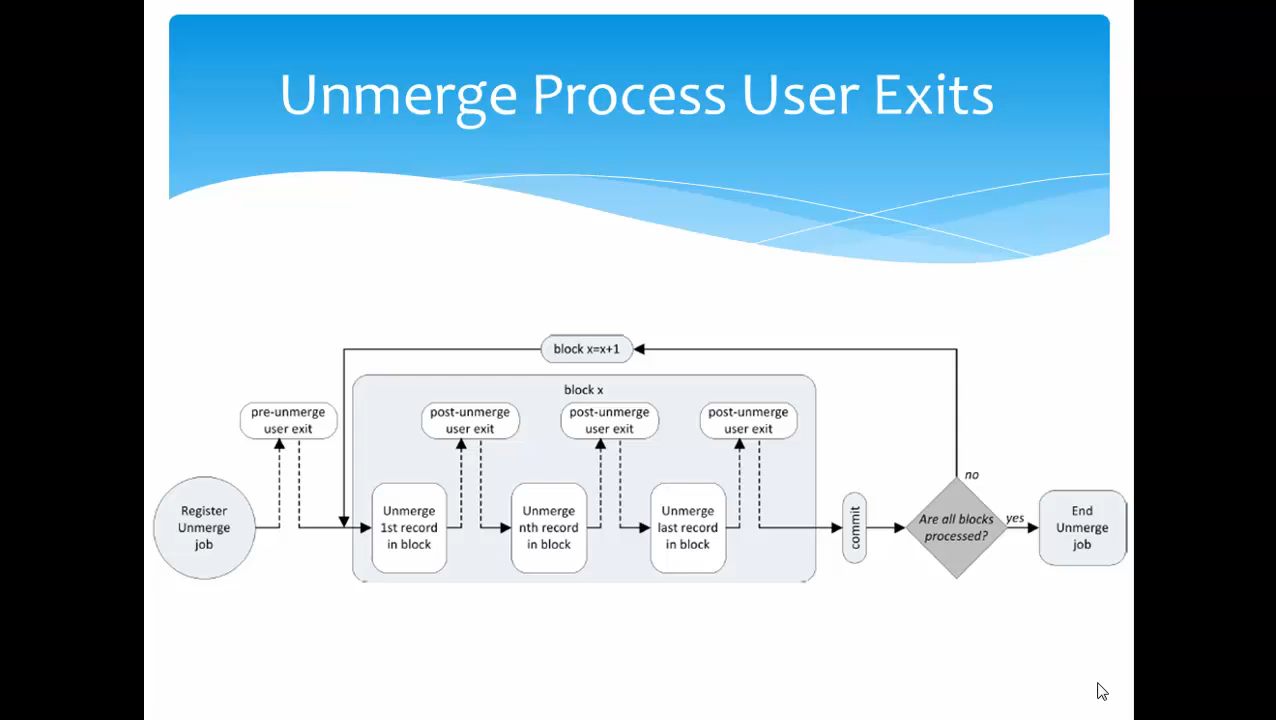 Unmerge Process User Exits
block x=x+1
block x
pre-unmerge
user exit
post-unmerge
user exit
post-unmerge
user exit
post-unmerge
user exit
no
Register
Unmerge
job
Unmerge
1st record
in block
Unmerge
nth record
in block
Unmerge
last record
in block
commit
Are all blocks
processed?
yes
End
Unmerge
job